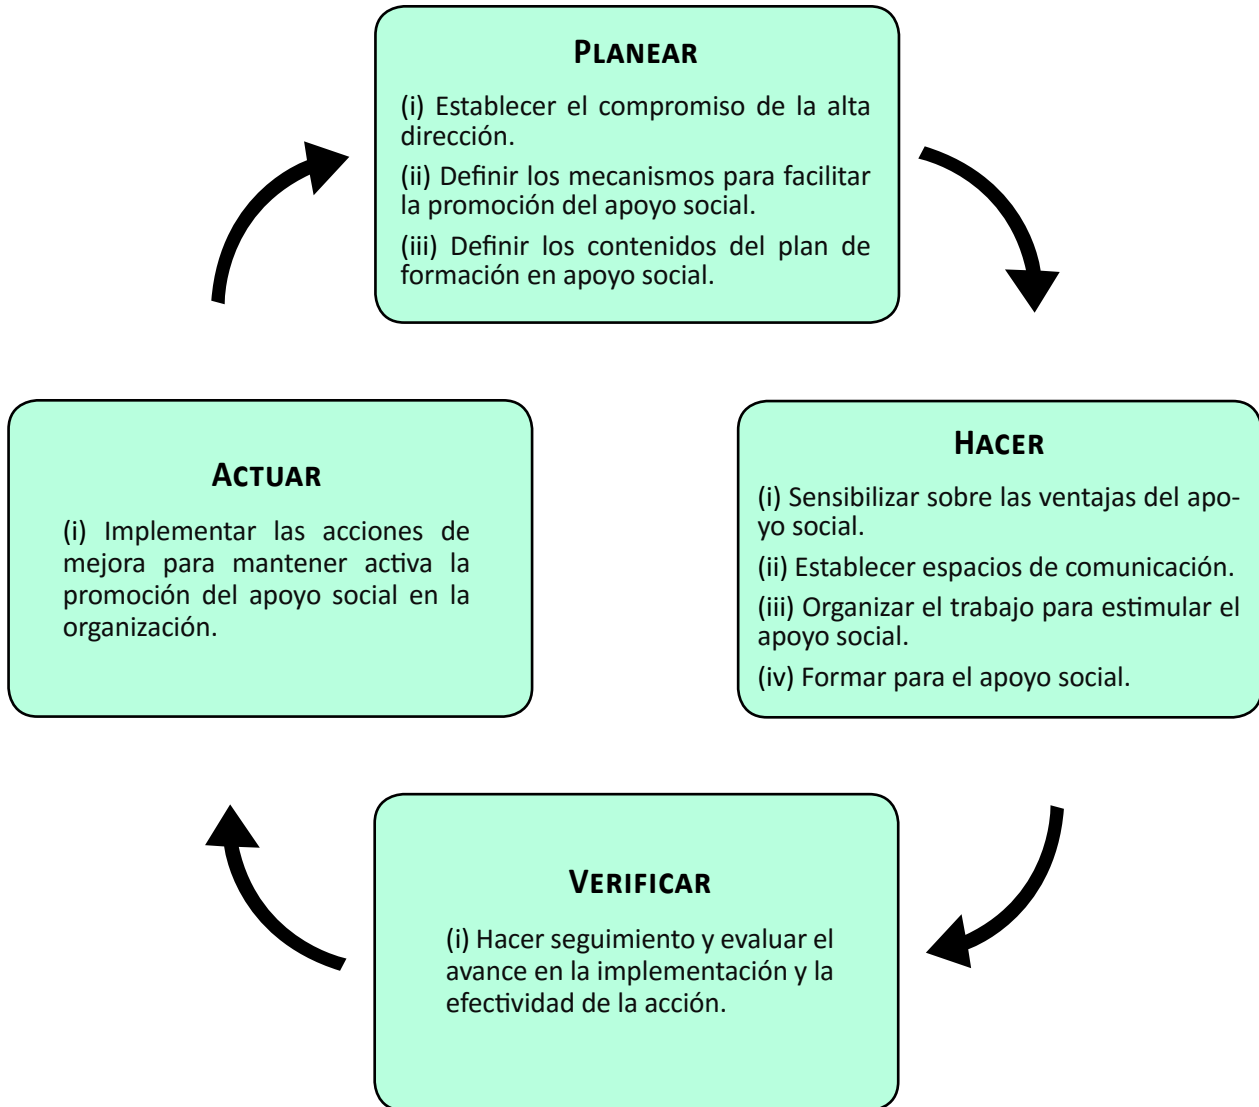 PLANEAR
(i) Establecer el compromiso de la alta
dirección.
(ii) Definir los mecanismos para facilitar
la promoción del apoyo social.
(iii) Definir los contenidos del plan de
formación en apoyo social.
HACER
(i) Sensibilizar sobre las ventajas del apo-
yo social.
(ii) Establecer espacios de comunicación.
(iii) Organizar el trabajo para estimular el
apoyo social.
(iv) Formar para el apoyo social.
VERIFICAR
(i) Hacer seguimiento y evaluar el
avance en la implementación y la
efectividad de la acción.
ACTUAR
(i) Implementar las acciones de
mejora para mantener activa la
promoción del apoyo social en la
organización.